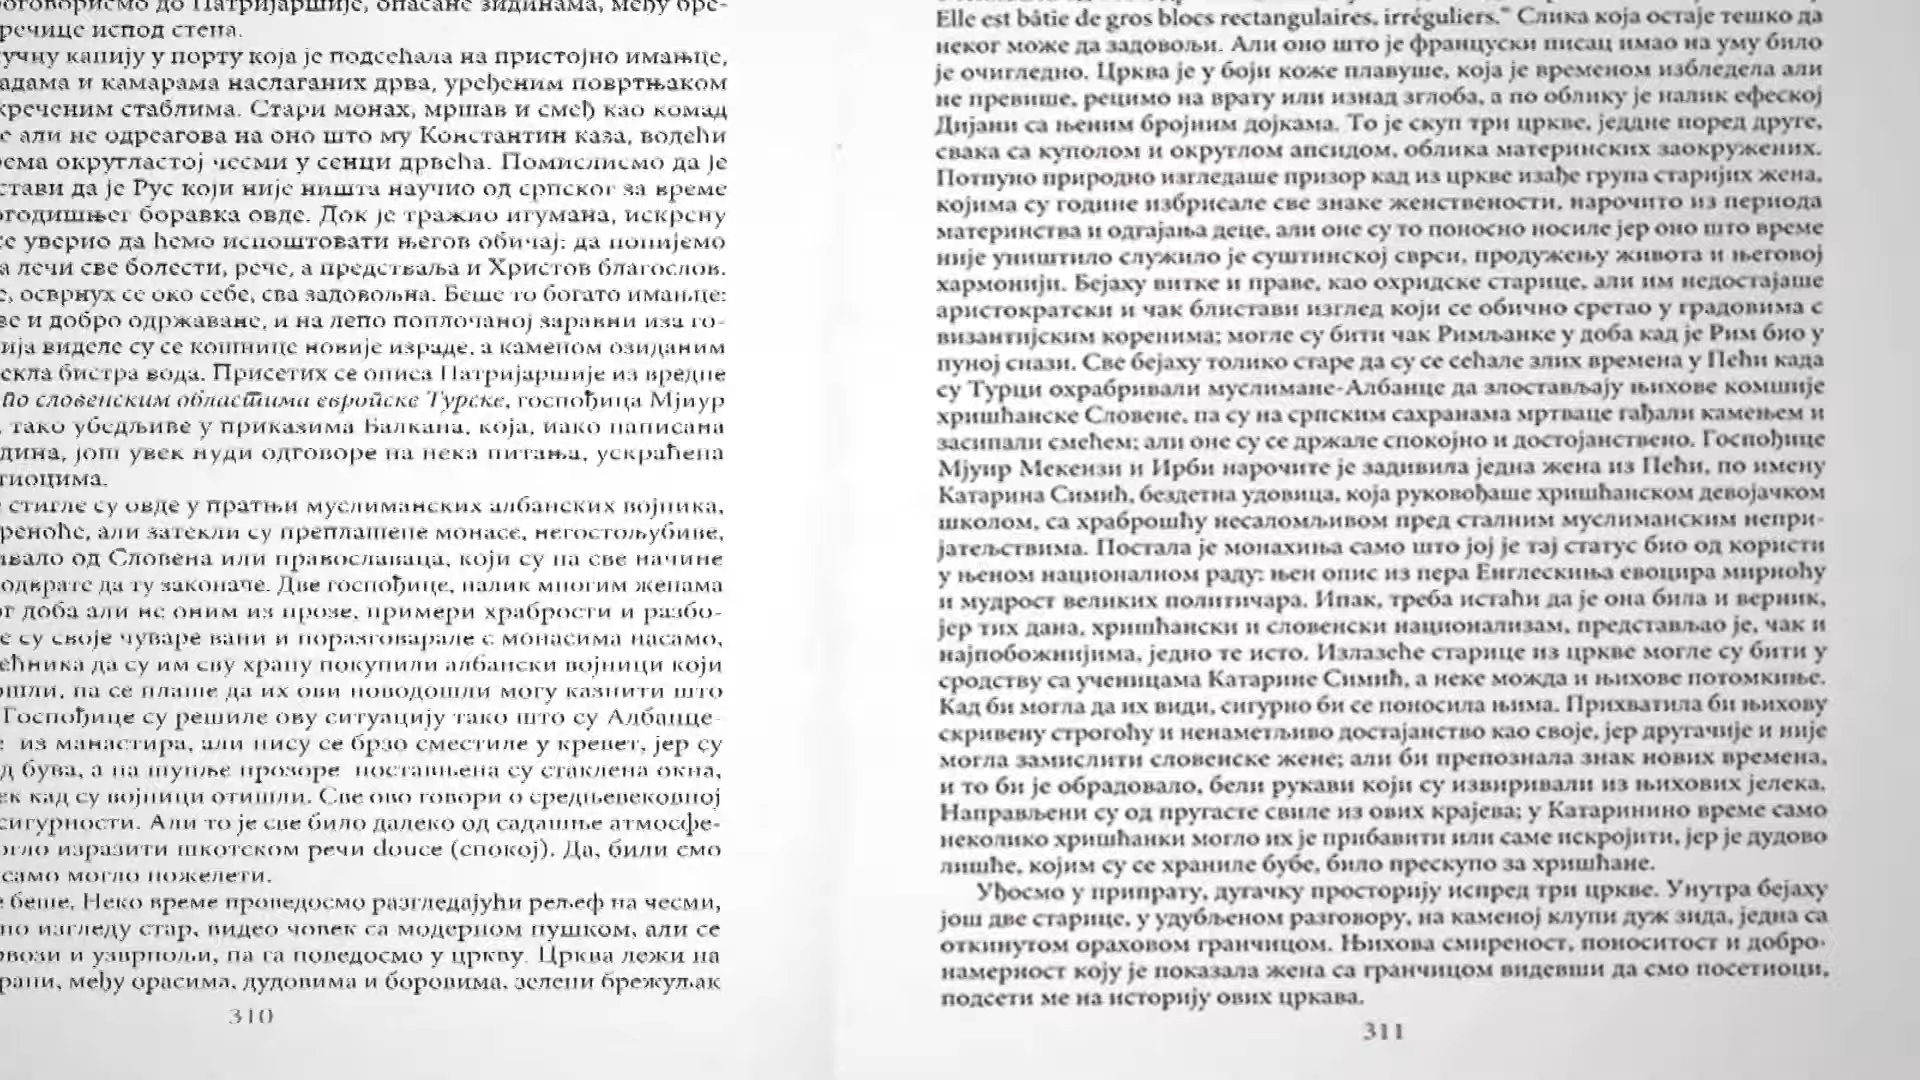 оговорисмо до Патријаршије, опасане зидинама, међу бре-
речице испод стена.
учну капију у порту која је подсећала на пристојно имањце,
адама и камарама наслаганих дрва, уређеним повртњаком
креченим стаблима. Стари монах, мршав и смеђ као комад
е али не одреагова на оно што му Константин каза, водећи
ема округластој чесми у сенци дрвећа. Помислисмо да је
стави да је Рус који није ништа научио од српског за време
огодишњег боравка овде. Док је тражио игумана, искрсну
се уверио да ћемо испоштовати његов обичај: да попијемо
а лечи све болести, рече, а представља и Христов благослов.
е, осврнух се око себе, сва задовољна. Беше то богато имање:
ве и добро одржаване, и на лепо поплочаној заравни иза го-
ија виделе су се кошнице новије израде, а каменом озиданим
екла бистра вода. Присетих се описа Патријаршије из вредне
по словенским областима европске Турске, госпођица Мјуир
, тако убедљиве у приказима Балкана, која, иако написана
дина, још увек нуди одговоре на нека питања, ускраћена
тиоцима.
стигле су овде у пратњи муслиманских албанских војника,
реноће, али затекли су преплашене монасе, негостољубиве,
ивало од Словена или православаца, који су на све начине
одврате да ту законаче. Две госпођице, налик многим женама
ог доба али не оним из прозе, примери храбрости и разбо-
е су своје чуваре вани и поразговарале с монасима насамо,
ећника да су им сву храну покупили албански војници који
ошли, па се плаше да их ови новодошли могу казнити што
Госпођице су решиле ову ситуацију тако што су Албанце
из манастира, али нису се брзо сместиле у кревет, јер су
д бува, а на шупље прозоре постављена су стаклена окна,
ек кад су војници отишли. Све ово говори о средњевековној
сигурности. Али то је све било далеко од садашње атмосфе-
огло изразити шкотском речи douce (спокој). Да, били смо
само могло пожелети.
е беше. Неко време проведосмо разгледајући рељеф на чесми,
по изгледу стар, видео човек са модерном пушком, али се
рвози и узврпољи, па га поведосмо у цркву. Црква лежи на
рани, међу орасима, дудовима и боровима, зелени брежуљак
310
Elle est bâtie de gros blocs rectangulaires, irréguliers.“ Слика која остаје тешко да
неког може да задовољи. Али оно што је француски писац имао на уму било
је очигледно. Црква је у боји коже плавуше, која је временом избледела али
не превише, рецимо на врату или изнад зглоба, а по облику је налик ефеској
Дијани са њеним бројним дојкама. То је скуп три цркве, једне поред друге,
свака са куполом и округлом апсидом, облика материнских заокружених.
Потпуно природно изгледаше призор кад из цркве изађе група старијих жена,
којима су године избрисале све знаке женствености, нарочито из периода
материнства и одгајања деце, али оне су то поносно носиле јер оно што време
није уништило служило је суштинској сврси, продужењу живота и његовој
хармонији. Бејаху витке и праве, као охридске старице, али им недостајаше
аристократски и чак блистави изглед који се обично сретао у градовима с
византијским коренима; могле су бити чак Римљанке у доба кад је Рим био у
пуној снази. Све бејаху толико старе да су се сећале злих времена у Пећи када
су Турци охрабривали муслимане-Албанце да злостављају њихове комшије
хришћанске Словене, па су на српским сахранама мртваце гађали камењем и
засипали смећем; али оне су се држале спокојно и достојанствено. Госпођице
Мјуир Мекензи и Ирби нарочите је задивила једна жена из Пећи, по имену
Катарина Симић, бездетна удовица, која руковођаше хришћанском девојачком
школом, са храброшћу несаломљивом пред сталним муслиманским непри-
јатељствима. Постала је монахиња само што јој је тај статус био од користи
у њеном националном раду; њен опис из пера Енглескиња евоцира мирноћу
и мудрост великих политичара. Ипак, треба истаћи да је она била и верник,
јер тих дана, хришћански и словенски национализам, представљао је, чак и
најпобожнијима, једно те исто. Излазеће старице из цркве могле су бити у
сродству са ученицама Катарине Симић, а неке можда и њихове потомкиње.
Кад би могла да их види, сигурно би се поносила њима. Прихватила би њихову
скривену строгоћу и ненаметљиво достајанство као своје, јер другачије и није
могла замислити словенске жене; али би препознала знак нових времена,
и то би је обрадовало, бели рукави који су извиривали из њихових јелека.
Направљени су од пругасте свиле из ових крајева; у Катаринино време само
неколико хришћанки могло их је прибавити или саме искројити, јер је дудово
лишће, којим су се храниле бубе, било прескупо за хришћане.
Уђосмо у припрату, дугачку просторију испред три цркве. Унутра бејаху
још две старице, у удубљеном разговору, на каменој клупи дуж зида, једна са
откинутом ораховом гранчицом. Њихова смиреност, поноситост и добро-
намерност коју је показала жена са гранчицом видевши да смо посетиоци,
подсети ме на историју ових цркава.
311